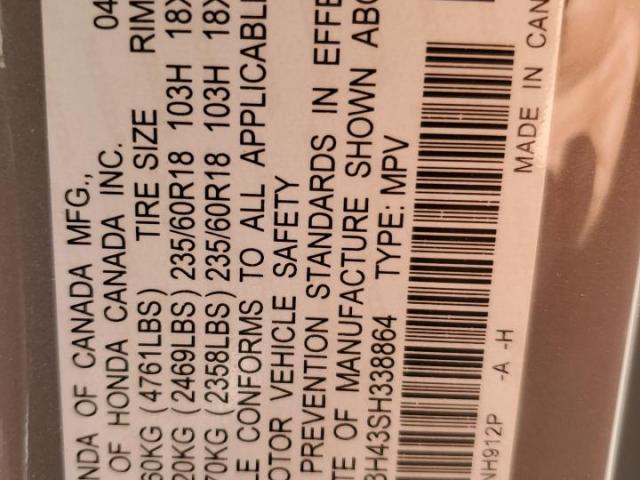 NDA OF CANADA MFG., 04
OF HONDA CANADA INC.
60KG (4761LBS) TIRE SIZE RIM
20KG (2469LBS) 235/60R18 103H 18X
70KG (2358LBS) 235/60R18 103H 18X
LE CONFORMS TO ALL APPLICABL
OTOR VEHICLE SAFETY
PREVENTION STANDARDS IN EFFE
TE OF MANUFACTURE SHOWN ABO
3H43SH338864 TYPE: MPV
NH912P -A -H
MADE IN CAN